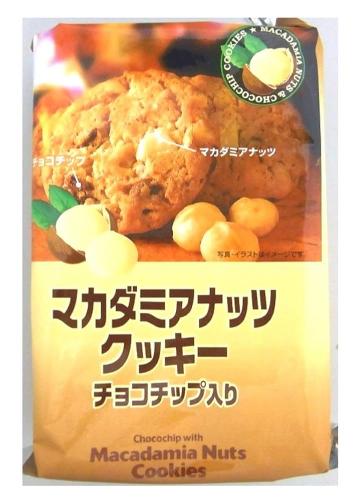 ★ MACADAMIA NUTS & CHOCOCHIP COOKIES
チョコチップ
マカダミアナッツ
写真・イラストはイメージです。
マカダミアナッツ
クッキー
チョコチップ入り
Chocochip with
Macadamia Nuts
Cookies